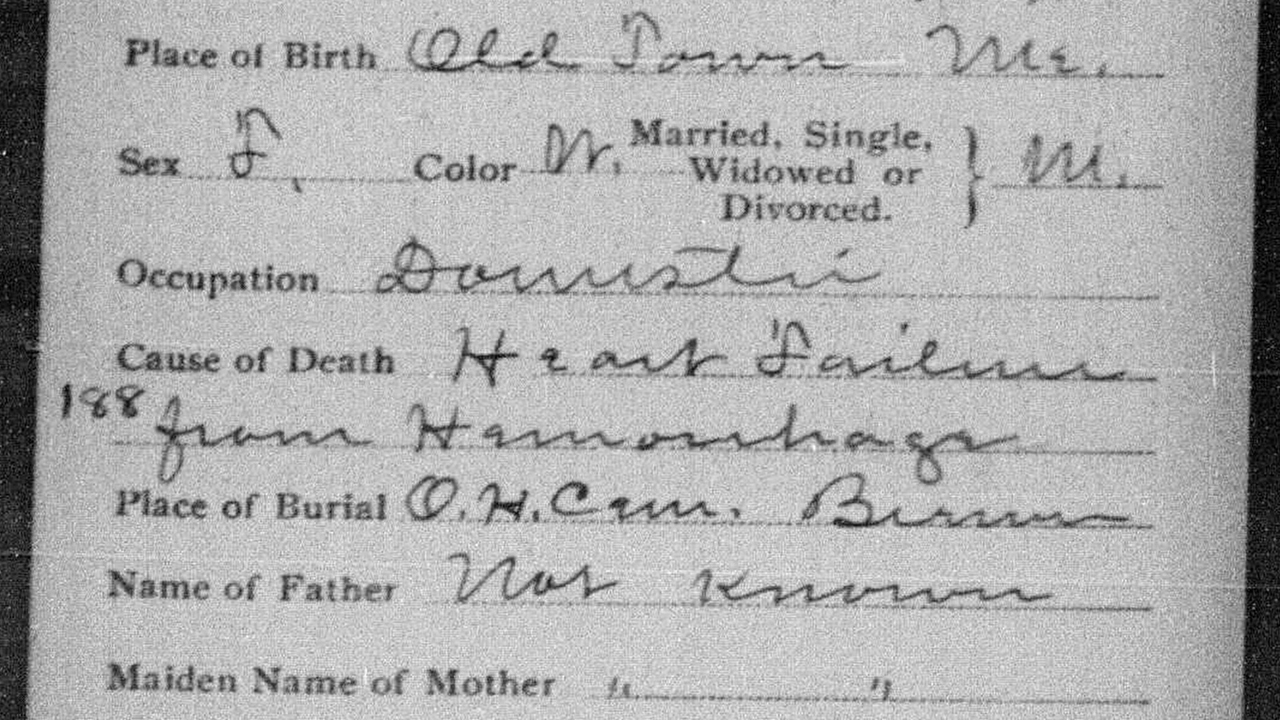 Place of Birth Old Town Me.
Sex F. Color W. Married, Single, Widowed or Divorced. } M.
Occupation Domestic
Cause of Death Heart Failure
188 from Hemorrhage
Place of Burial O.H. Cem.
Name of Father Not Known
Maiden Name of Mother " "